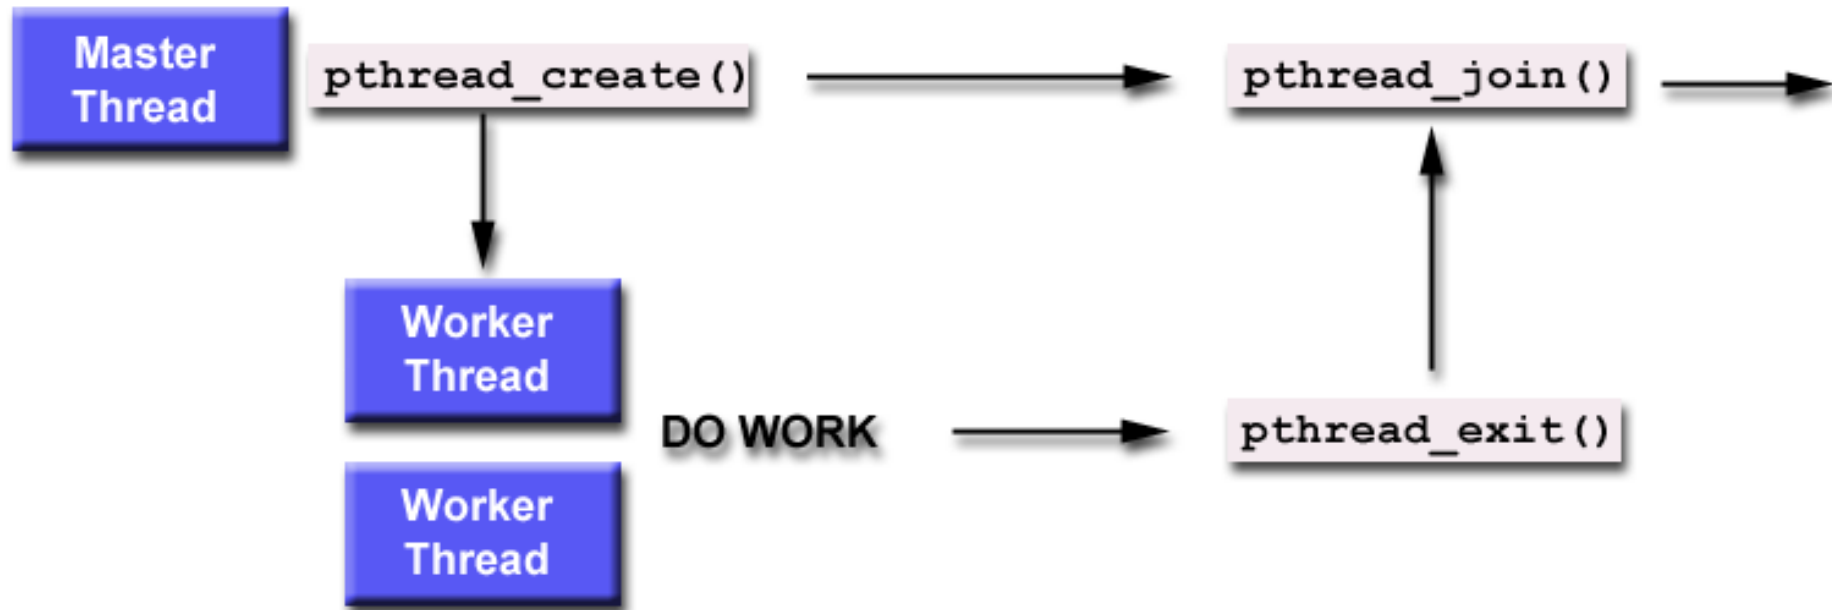 Master
Thread
pthread_create()
pthread_join()
Worker
Thread
DO WORK
pthread_exit()
Worker
Thread